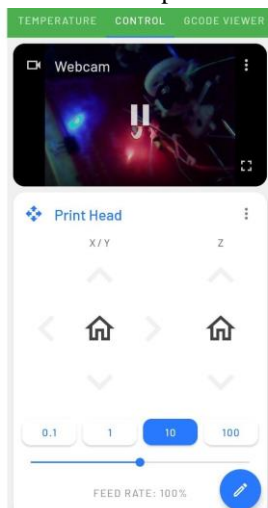 TEMPERATURE CONTROL GCODE VIEWER
Webcam
Print Head
X/Y Z
0.1 1 10 100
FEED RATE: 100%